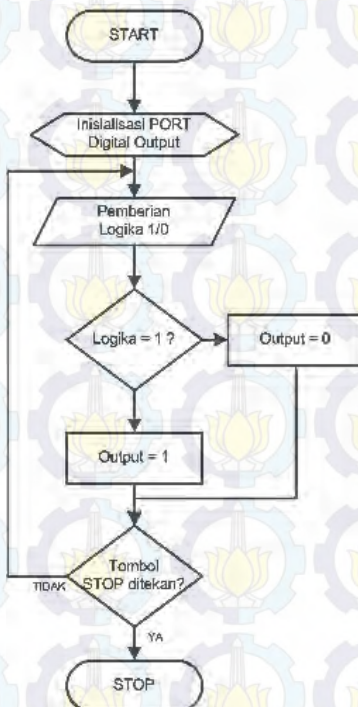 START
Inisialisasi PORT
Digital Output
Pemberian
Logika 1/0
Logika = 1 ?
Output = 0
Output = 1
Tombol
STOP ditekan?
TIDAK
YA
STOP